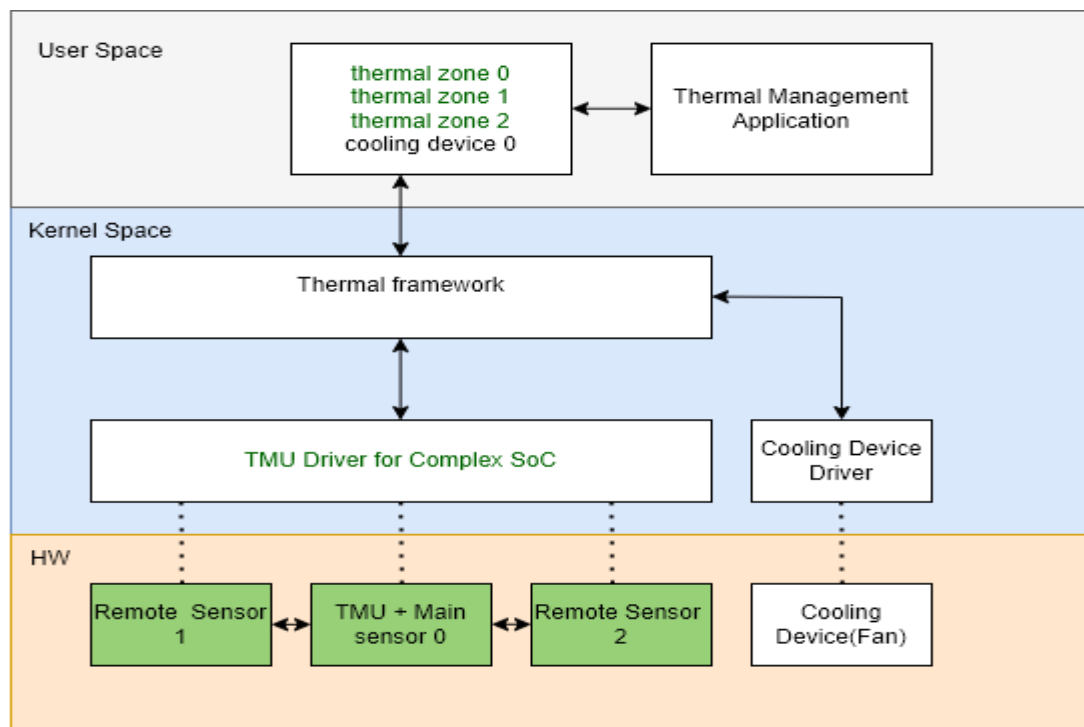 User Space
thermal zone 0
thermal zone 1
thermal zone 2
cooling device 0
Thermal Management
Application
Kernel Space
Thermal framework
TMU Driver for Complex SoC
Cooling Device
Driver
HW
Remote Sensor
1
TMU + Main
sensor 0
Remote Sensor
2
Cooling
Device(Fan)